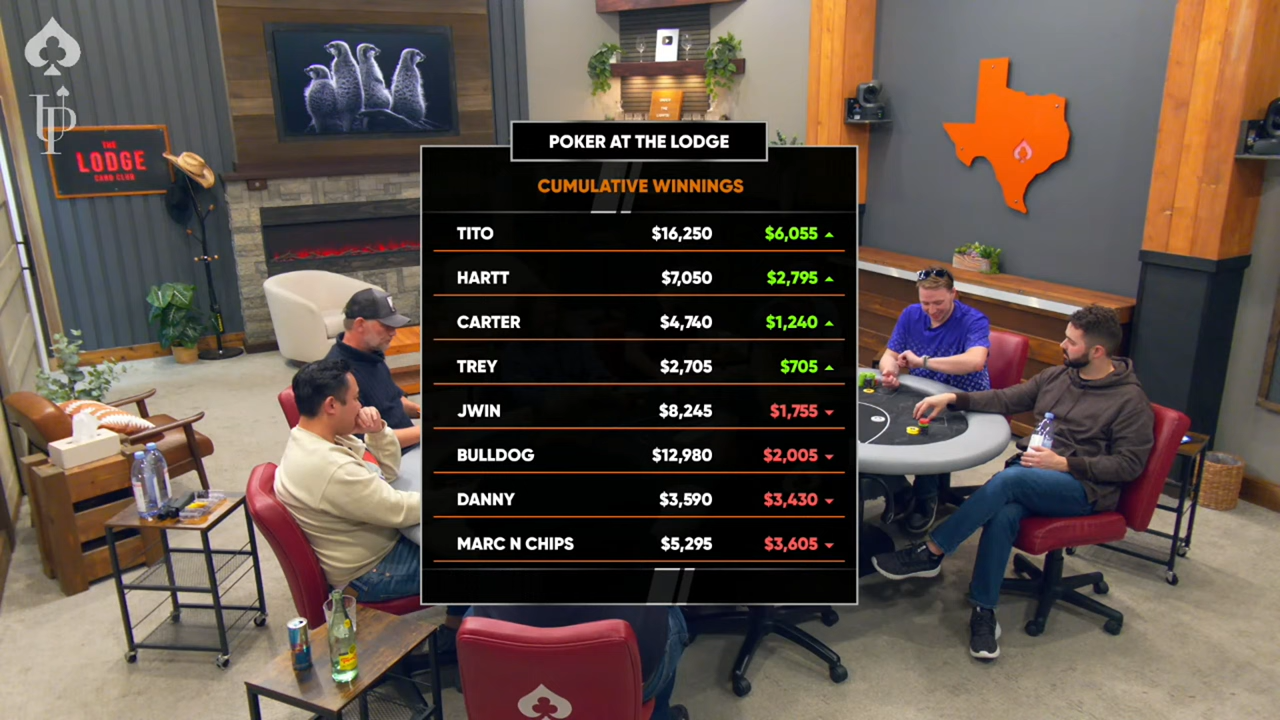 UP
THE
LODGE
CARD CLUB
POKER AT THE LODGE
CUMULATIVE WINNINGS
TITO $16,250 $6,055
HARTT $7,050 $2,795
CARTER $4,740 $1,240
TREY $2,705 $705
JWIN $8,245 $1,755
BULLDOG $12,980 $2,005
DANNY $3,590 $3,430
MARC N CHIPS $5,295 $3,605